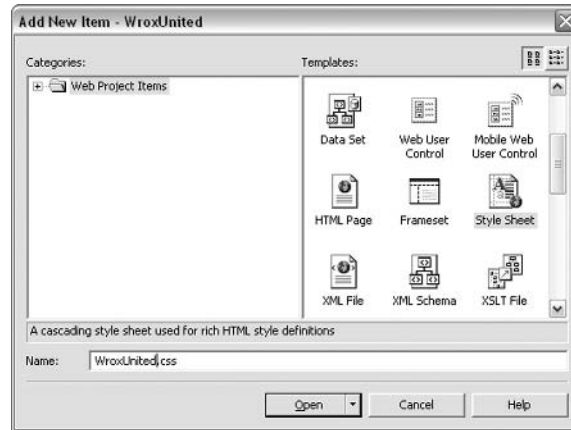 Add New Item - WroxUnited
Categories:
Templates:
Web Project Items
Data Set
Web User
Control
Mobile Web
User Control
HTML Page
Frameset
Style Sheet
XML File
XML Schema
XSLT File
A cascading style sheet used for rich HTML style definitions
Name:
WroxUnited.css
Open
Cancel
Help